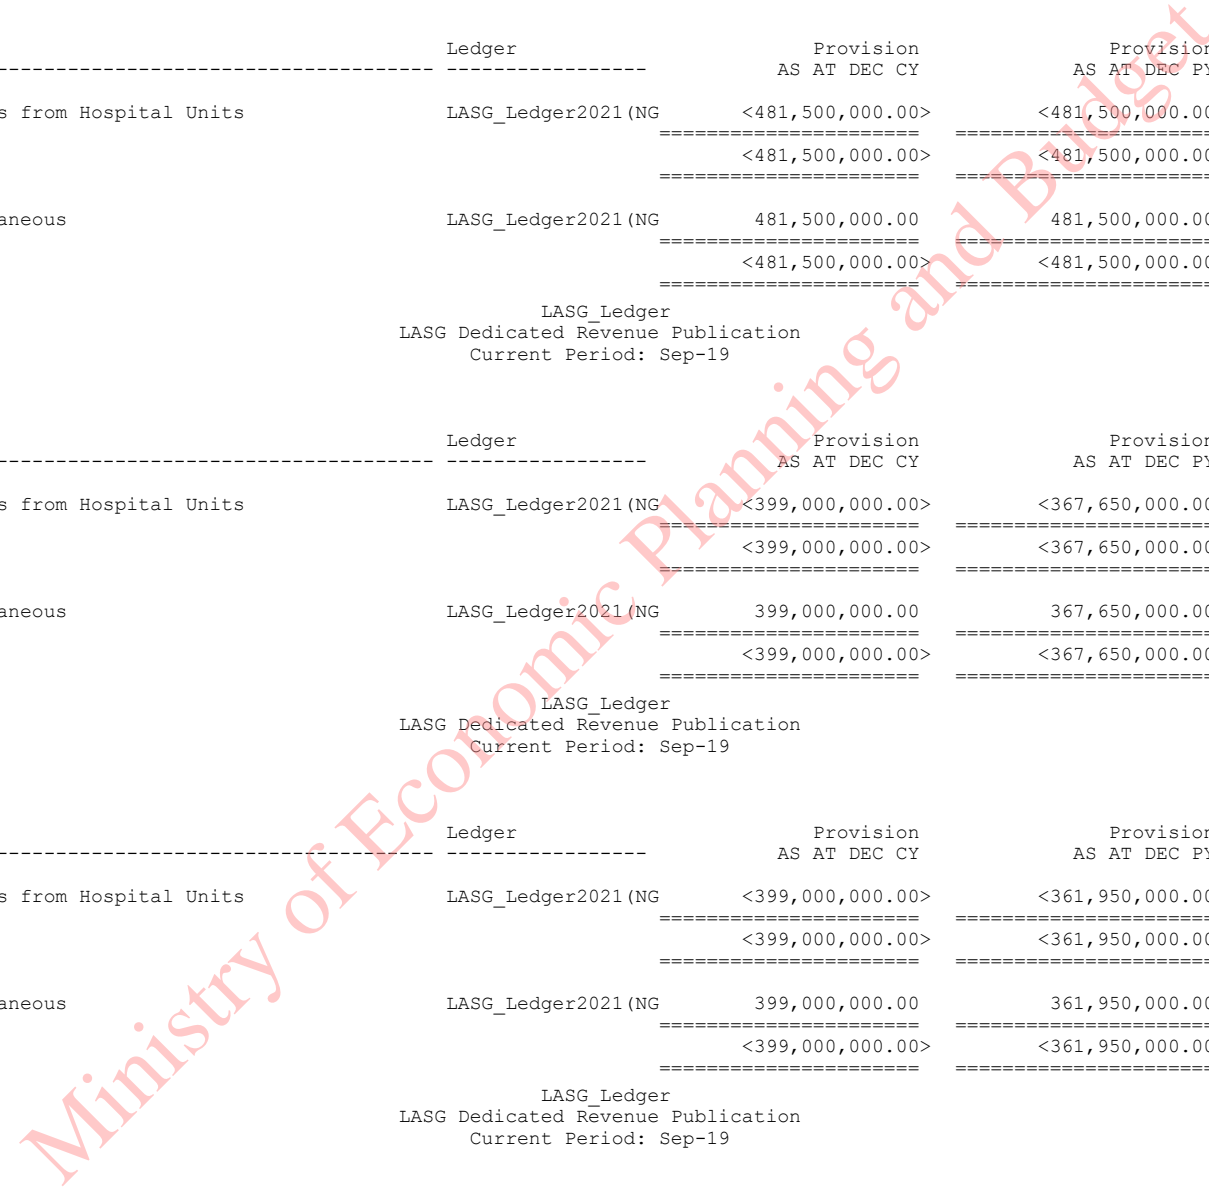 Ledger Provision Provision
------------------------------------- ----------------- AS AT DEC CY AS AT DEC PY
s from Hospital Units LASG_Ledger2021(NG <481,500,000.00> <481,500,000.00
====================== ======================
<481,500,000.00> <481,500,000.00
====================== ======================
aneous LASG_Ledger2021(NG 481,500,000.00 481,500,000.00
====================== ======================
<481,500,000.00> <481,500,000.00
====================== ======================
LASG_Ledger
LASG Dedicated Revenue Publication
Current Period: Sep-19
Ledger Provision Provision
------------------------------------- ----------------- AS AT DEC CY AS AT DEC PY
s from Hospital Units LASG_Ledger2021(NG <399,000,000.00> <367,650,000.00
====================== ======================
<399,000,000.00> <367,650,000.00
====================== ======================
aneous LASG_Ledger2021(NG 399,000,000.00 367,650,000.00
====================== ======================
<399,000,000.00> <367,650,000.00
====================== ======================
LASG_Ledger
LASG Dedicated Revenue Publication
Current Period: Sep-19
Ledger Provision Provision
------------------------------------- ----------------- AS AT DEC CY AS AT DEC PY
s from Hospital Units LASG_Ledger2021(NG <399,000,000.00> <361,950,000.00
====================== ======================
<399,000,000.00> <361,950,000.00
====================== ======================
aneous LASG_Ledger2021(NG 399,000,000.00 361,950,000.00
====================== ======================
<399,000,000.00> <361,950,000.00
====================== ======================
LASG_Ledger
LASG Dedicated Revenue Publication
Current Period: Sep-19
Ministry of Economic Planning and Budget